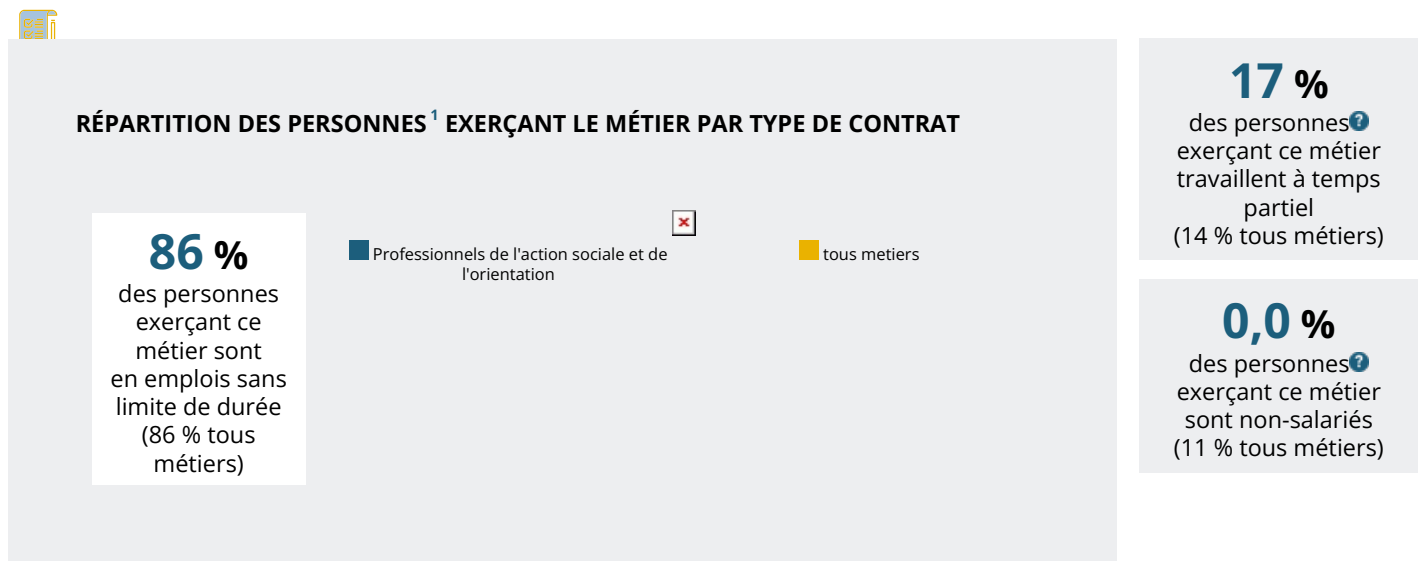 RÉPARTITION DES PERSONNES 1 EXERÇANT LE MÉTIER PAR TYPE DE CONTRAT
86 %
des personnes
exerçant ce
métier sont
en emplois sans
limite de durée
(86 % tous
métiers)
Professionnels de l'action sociale et de
l'orientation
tous metiers
17 %
des personnes?
exerçant ce métier
travaillent à temps
partiel
(14 % tous métiers)
0,0 %
des personnes?
exerçant ce métier
sont non-salariés
(11 % tous métiers)